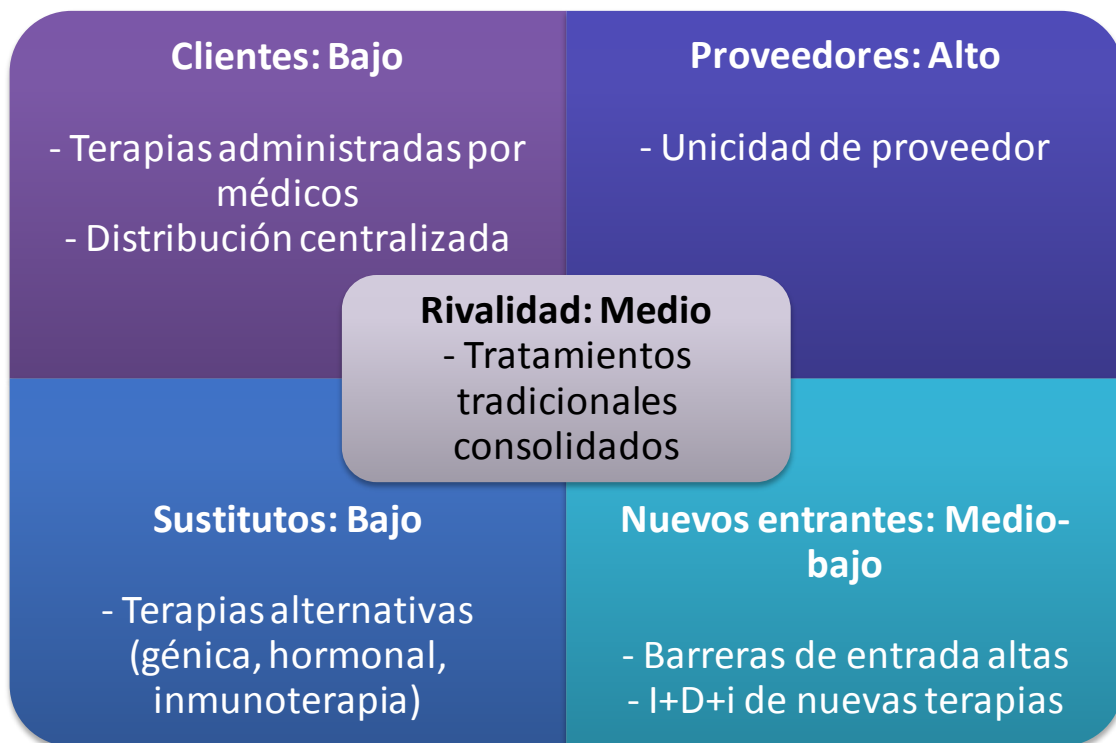 Clientes: Bajo
- Terapias administradas por
médicos
- Distribución centralizada
Proveedores: Alto
- Unicidad de proveedor
Rivalidad: Medio
- Tratamientos
tradicionales
consolidados
Sustitutos: Bajo
- Terapias alternativas
(génica, hormonal,
inmunoterapia)
Nuevos entrantes: Medio-
bajo
- Barreras de entrada altas
- I+D+i de nuevas terapias